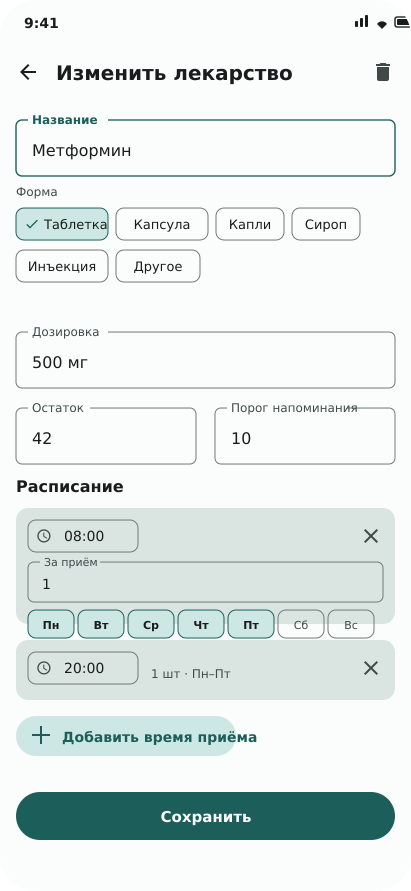 9:41
Изменить лекарство
Название
Метформин
Форма
Таблетка Капсула Капли Сироп
Инъекция Другое
Дозировка
500 мг
Остаток Порог напоминания
42 10
Расписание
08:00
За приём
1
Пн Вт Ср Чт Пт Сб Вс
20:00 1 шт · Пн–Пт
Добавить время приёма
Сохранить